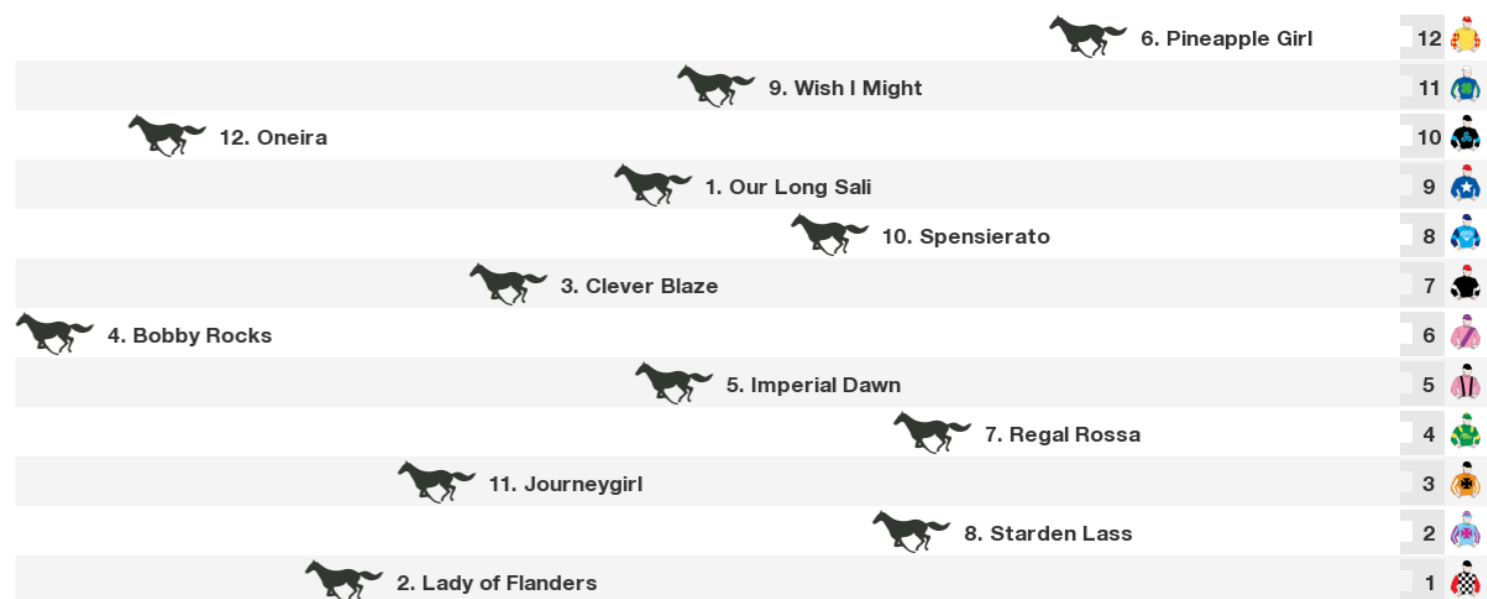 6. Pineapple Girl 12
9. Wish I Might 11
12. Oneira 10
1. Our Long Sali 9
10. Spensierato 8
3. Clever Blaze 7
4. Bobby Rocks 6
5. Imperial Dawn 5
7. Regal Rossa 4
11. Journeygirl 3
8. Starden Lass 2
2. Lady of Flanders 1